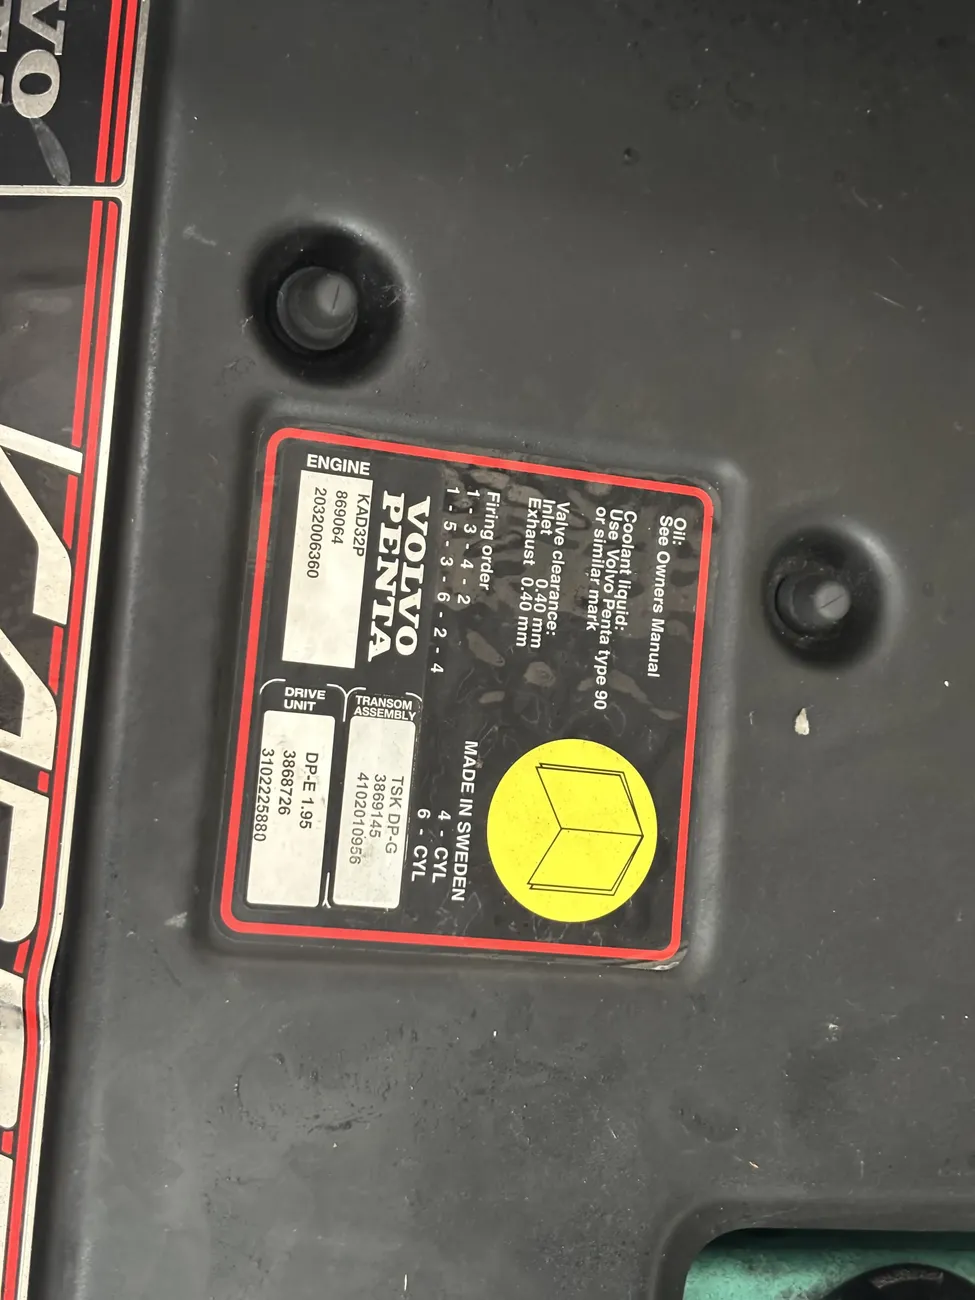 VOLVO
Oil:
See Owners Manual
Coolant liquid:
Use Volvo Penta type 90
or similar mark
Valve clearance:
Inlet 0.40 mm
Exhaust 0.40 mm
Firing order
1 - 3 - 4 - 2
1 - 5 - 3 - 6 - 2 - 4
MADE IN SWEDEN
4 - CYL
6 - CYL
VOLVO
PENTA
ENGINE
KAD32P
869064
2032006360
TRANSOM
ASSEMBLY
TSK DP-G
3869145
4102010956
DRIVE
UNIT
DP-E 1.95
3868726
3102225880